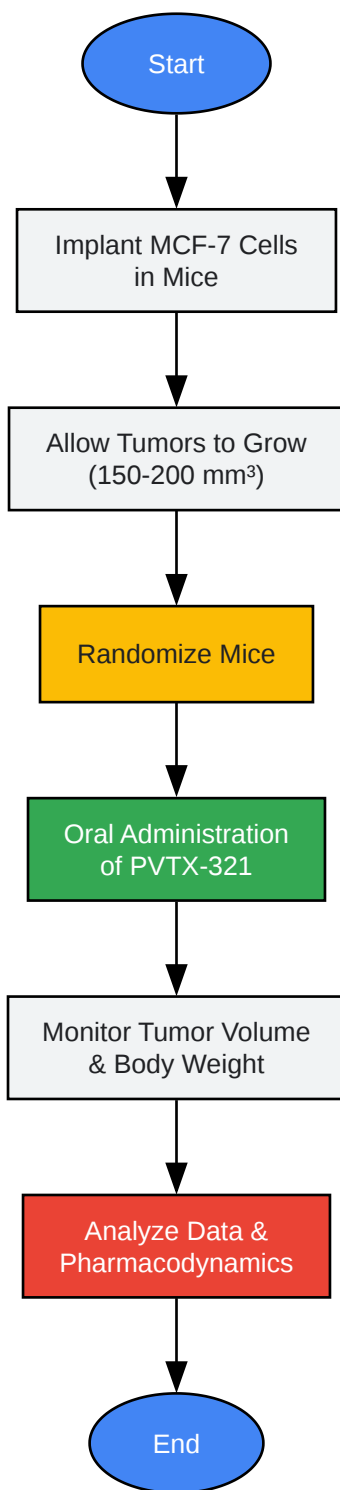 Start
Implant MCF-7 Cells
in Mice
Allow Tumors to Grow
(150-200 mm³)
Randomize Mice
Oral Administration
of PVTX-321
Monitor Tumor Volume
& Body Weight
Analyze Data &
Pharmacodynamics
End